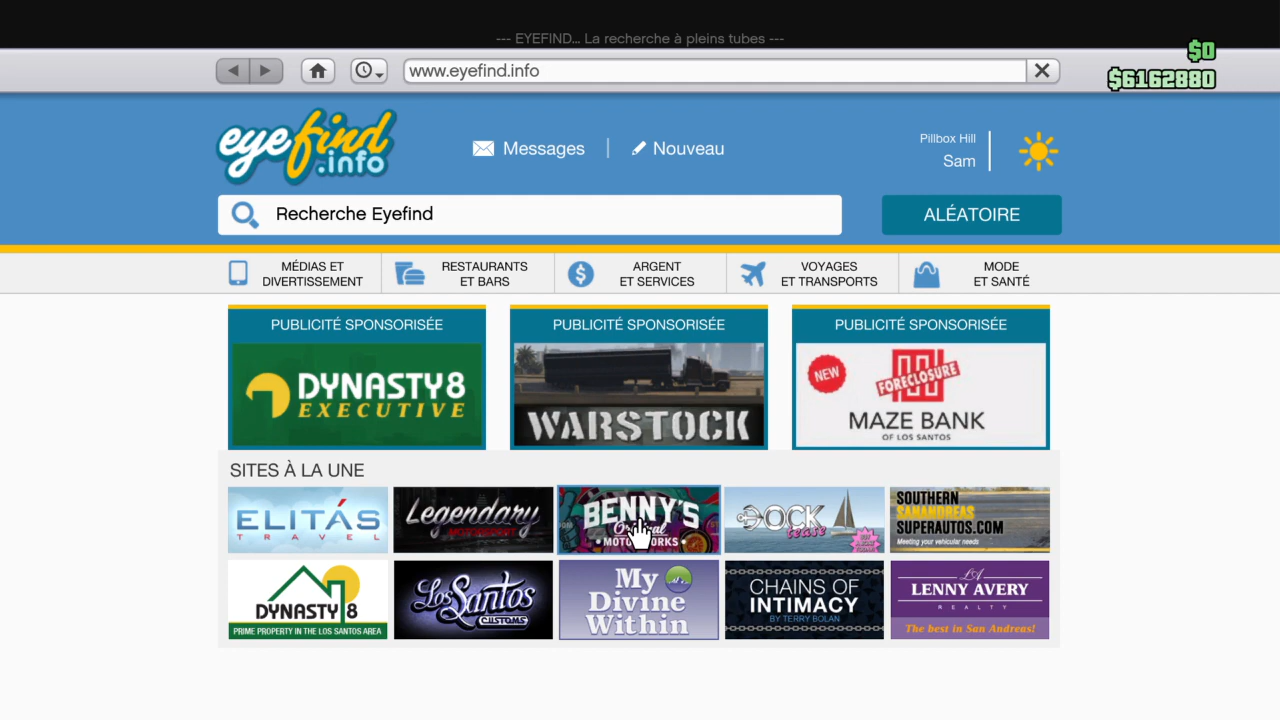 --- EYEFIND... La recherche à pleins tubes ---
www.eyefind.info
$0
$6162880
eyefind
.info
Messages
Nouveau
Pillbox Hill
Sam
Recherche Eyefind
ALÉATOIRE
MÉDIAS ET
DIVERTISSEMENT
RESTAURANTS
ET BARS
ARGENT
ET SERVICES
VOYAGES
ET TRANSPORTS
MODE
ET SANTÉ
PUBLICITÉ SPONSORISÉE
DYNASTY8
EXECUTIVE
PUBLICITÉ SPONSORISÉE
WARSTOCK
PUBLICITÉ SPONSORISÉE
NEW
FORECLOSURE
MAZE BANK
OF LOS SANTOS
SITES À LA UNE
ELITÁS
TRAVEL
Legendary
MOTORSPORT
BENNY'S
Original
MOTORWORKS
DOCK
tease
SOUTHERN
SANANDREAS
SUPERAUTOS.COM
Meeting your vehicular needs
DYNASTY 8
PRIME PROPERTY IN THE LOS SANTOS AREA
Los Santos
CUSTOMS
My
Divine
Within
CHAINS OF
INTIMACY
BY TERRY BOLAN
LA
LENNY AVERY
REALTY
The best in San Andreas!